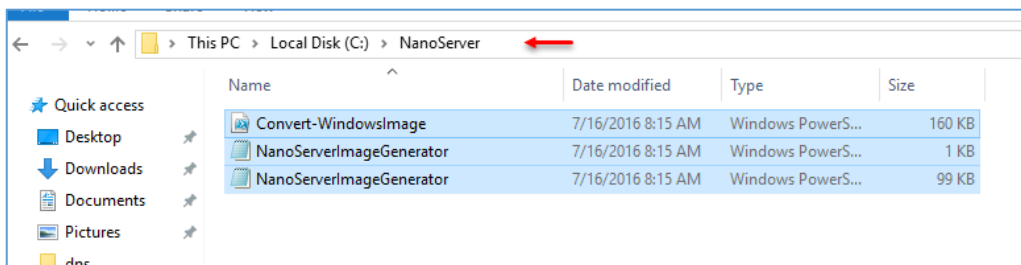 This PC > Local Disk (C:) > NanoServer
Name Date modified Type Size
Quick access
Convert-WindowsImage 7/16/2016 8:15 AM Windows PowerS... 160 KB
Desktop
NanoServerImageGenerator 7/16/2016 8:15 AM Windows PowerS... 1 KB
Downloads
NanoServerImageGenerator 7/16/2016 8:15 AM Windows PowerS... 99 KB
Documents
Pictures
dns